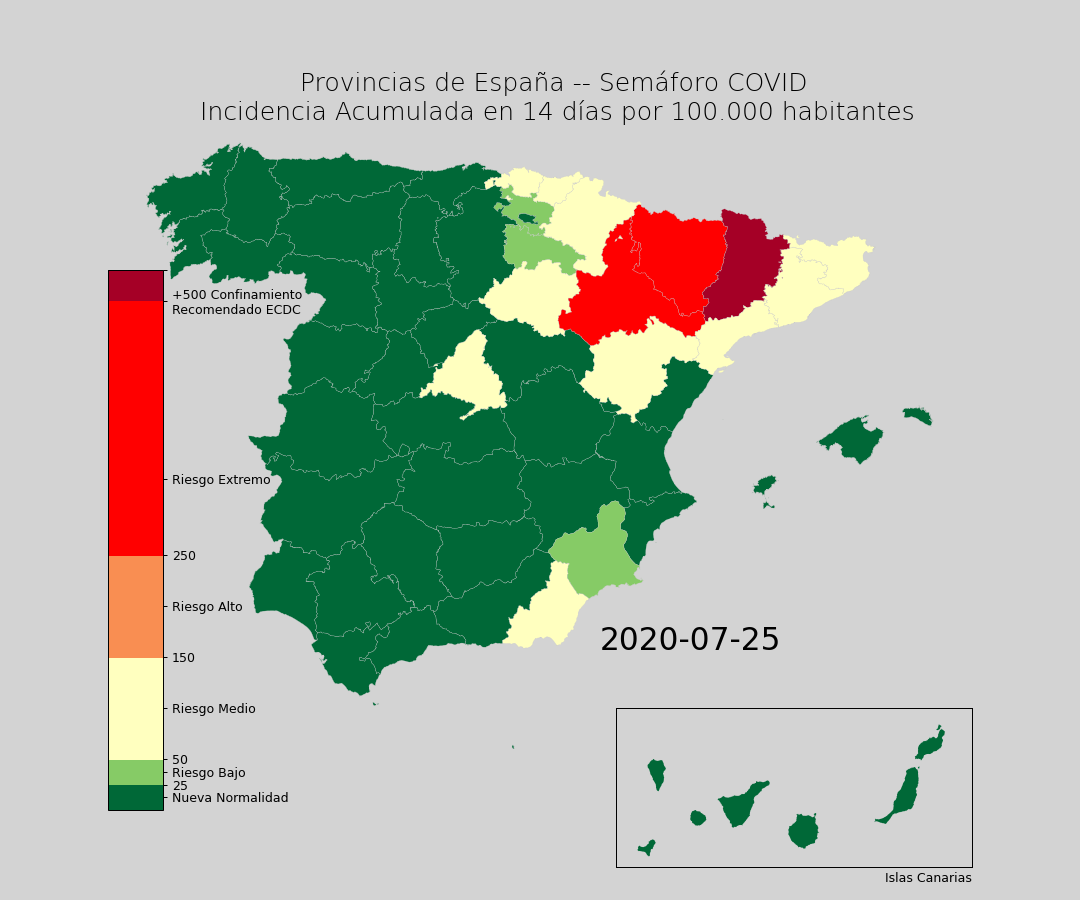 Provincias de España -- Semáforo COVID
Incidencia Acumulada en 14 días por 100.000 habitantes
+500 Confinamiento
Recomendado ECDC
Riesgo Extremo
250
Riesgo Alto
150
Riesgo Medio
50
Riesgo Bajo
25
Nueva Normalidad
2020-07-25
Islas Canarias